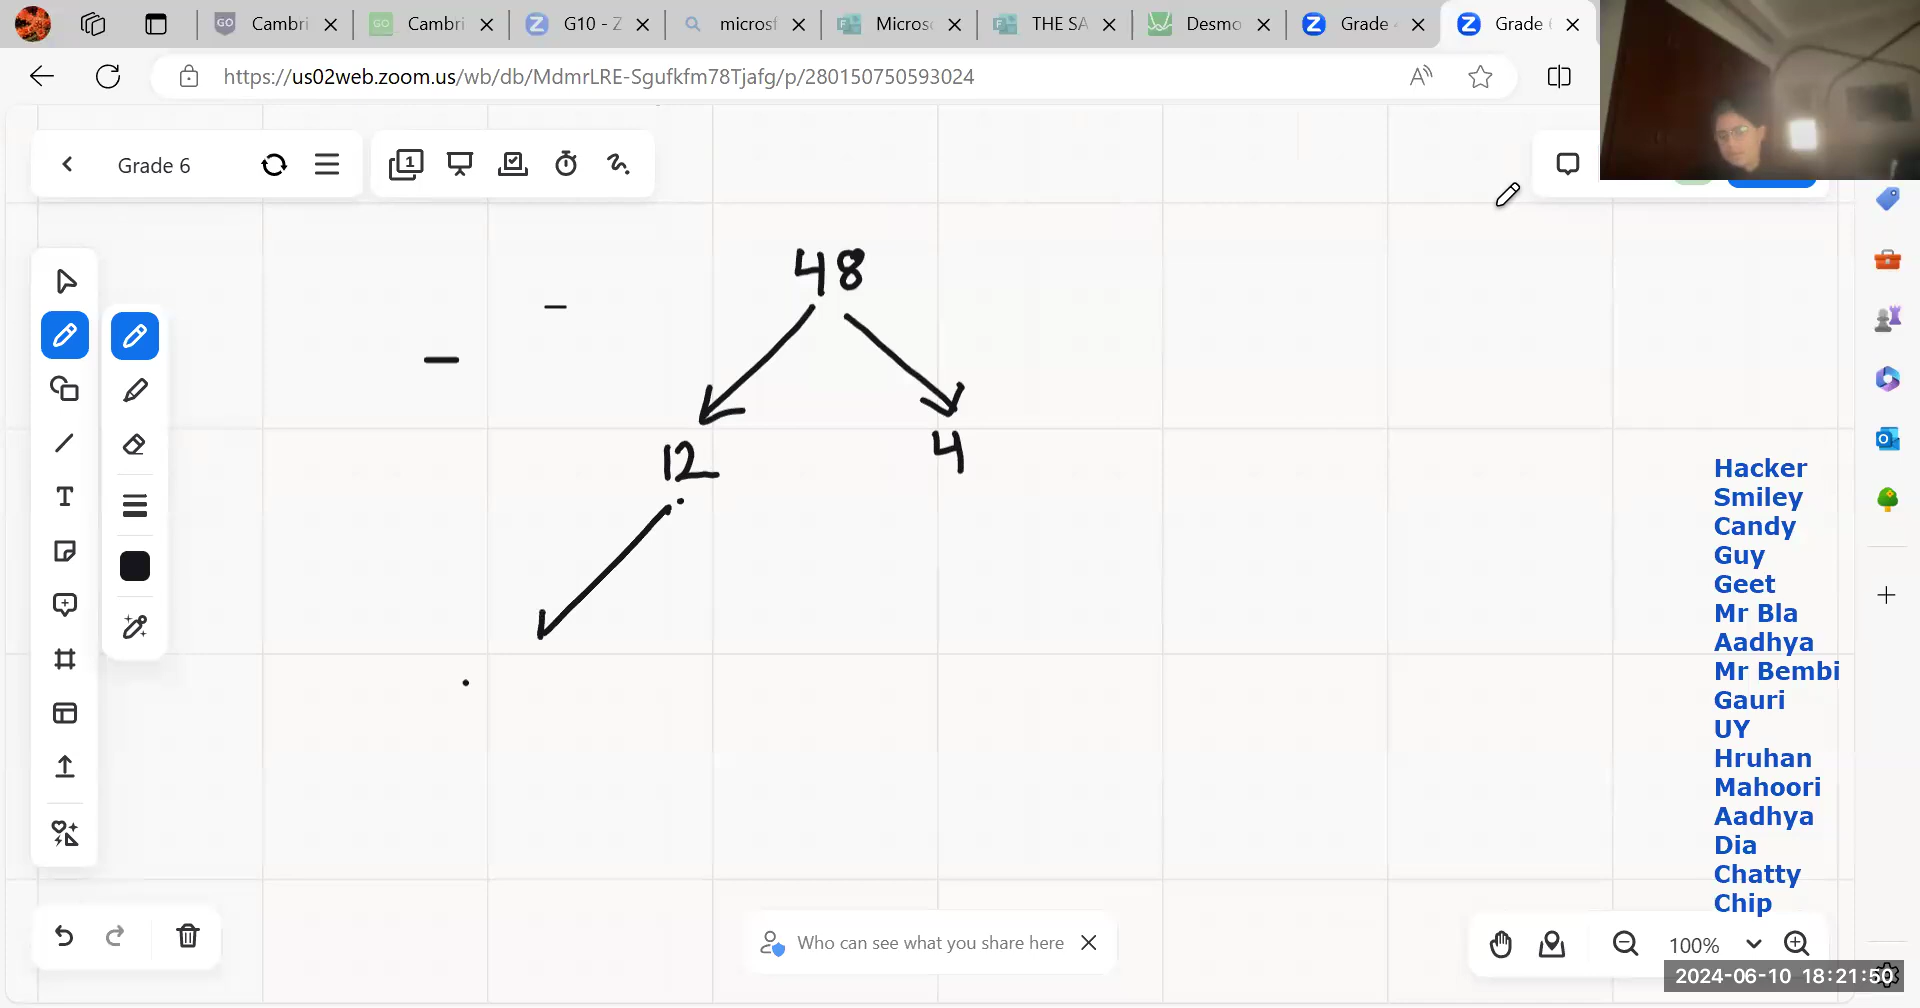 Cambri
Cambri
G10 - Z
microsf
Microso
THE SA
Desmo
Grade
Grade
https://us02web.zoom.us/wb/db/MdmrLRE-Sgufkfm78Tjafg/p/280150750593024
Grade 6
1
48
12
4
Hacker
Smiley
Candy
Guy
Geet
Mr Bla
Aadhya
Mr Bembi
Gauri
UY
Hruhan
Mahoori
Aadhya
Dia
Chatty
Chip
Who can see what you share here
100%
2024-06-10 18:21:50